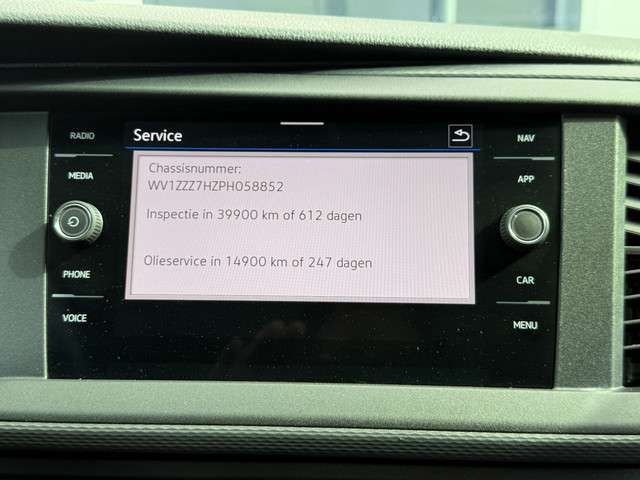 RADIO
MEDIA
PHONE
VOICE
Service
Chassisnummer:
WV1ZZZ7HZPH058852
Inspectie in 39900 km of 612 dagen
Olieservice in 14900 km of 247 dagen
NAV
APP
CAR
MENU